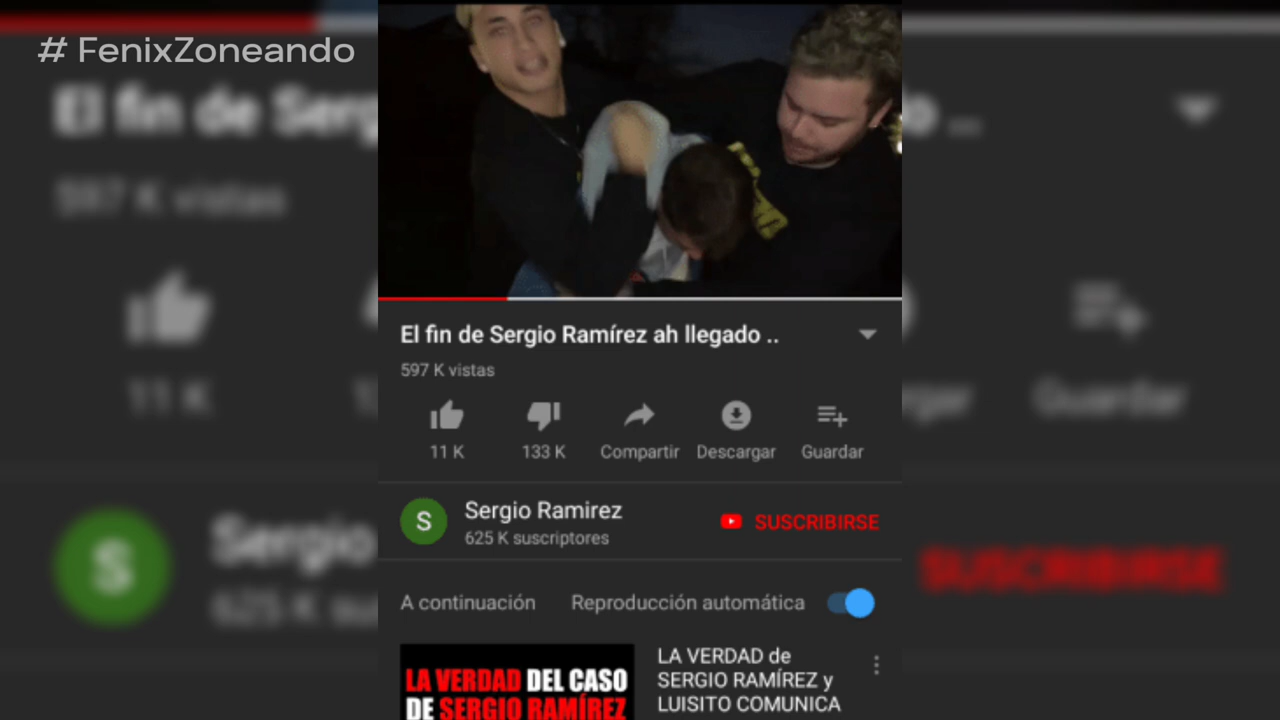 # FenixZoneando
El fin de Sergio Ramírez ah llegado ..
597 K vistas
11 K
133 K
Compartir
Descargar
Guardar
S
Sergio Ramirez
625 K suscriptores
SUSCRIBIRSE
A continuación
Reproducción automática
LA VERDAD DEL CASO
DE SERGIO RAMÍREZ
LA VERDAD de
SERGIO RAMÍREZ y
LUISITO COMUNICA